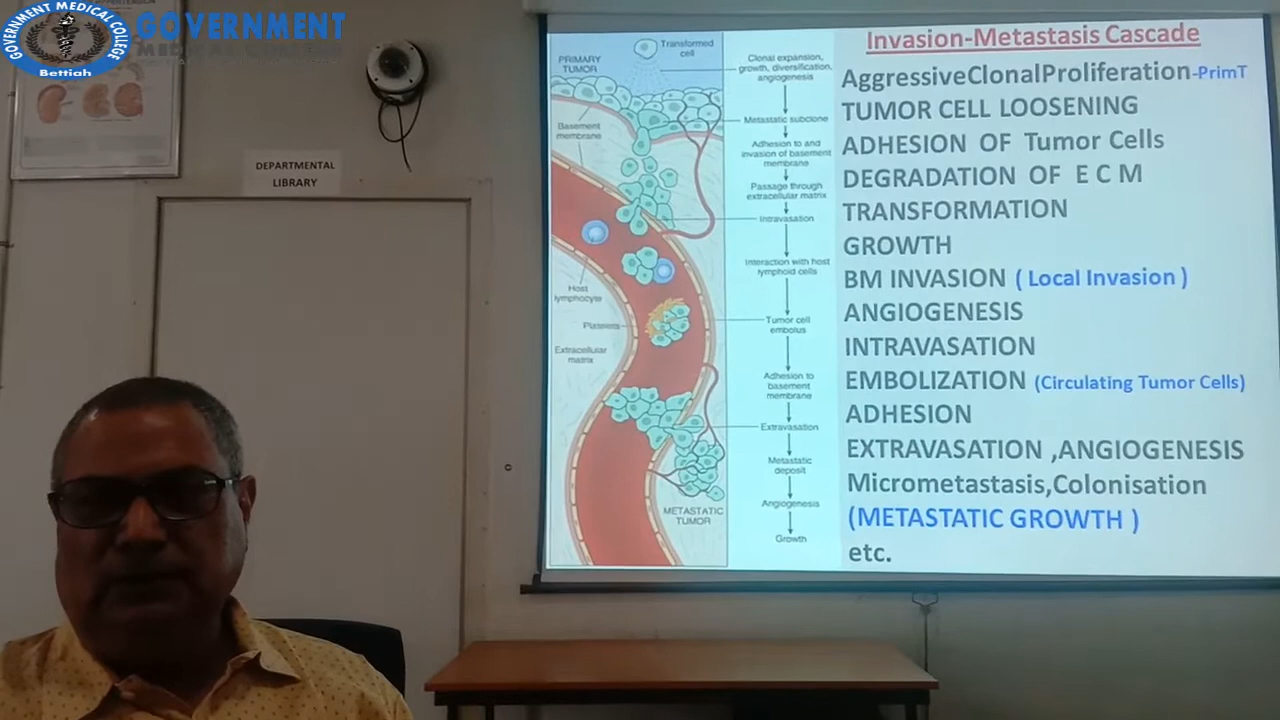 GOVERNMENT MEDICAL COLLEGE
Bettiah
GOVERNMENT
MEDICAL COLLEGE
DEPARTMENTAL
LIBRARY
Invasion-Metastasis Cascade
AggressiveClonalProliferation-PrimT
TUMOR CELL LOOSENING
ADHESION OF Tumor Cells
DEGRADATION OF E C M
TRANSFORMATION
GROWTH
BM INVASION ( Local Invasion )
ANGIOGENESIS
INTRAVASATION
EMBOLIZATION (Circulating Tumor Cells)
ADHESION
EXTRAVASATION ,ANGIOGENESIS
Micrometastasis,Colonisation
(METASTATIC GROWTH )
etc.
Transformed
cell
PRIMARY
TUMOR
Basement
membrane
Host
lymphocyte
Platelets
Extracellular
matrix
METASTATIC
TUMOR
Clonal expansion,
growth, diversification,
angiogenesis
Metastatic subclone
Adhesion to and
invasion of basement
membrane
Passage through
extracellular matrix
Intravasation
Interaction with host
lymphoid cells
Tumor cell
embolus
Adhesion to
basement
membrane
Extravasation
Metastatic
deposit
Angiogenesis
Growth